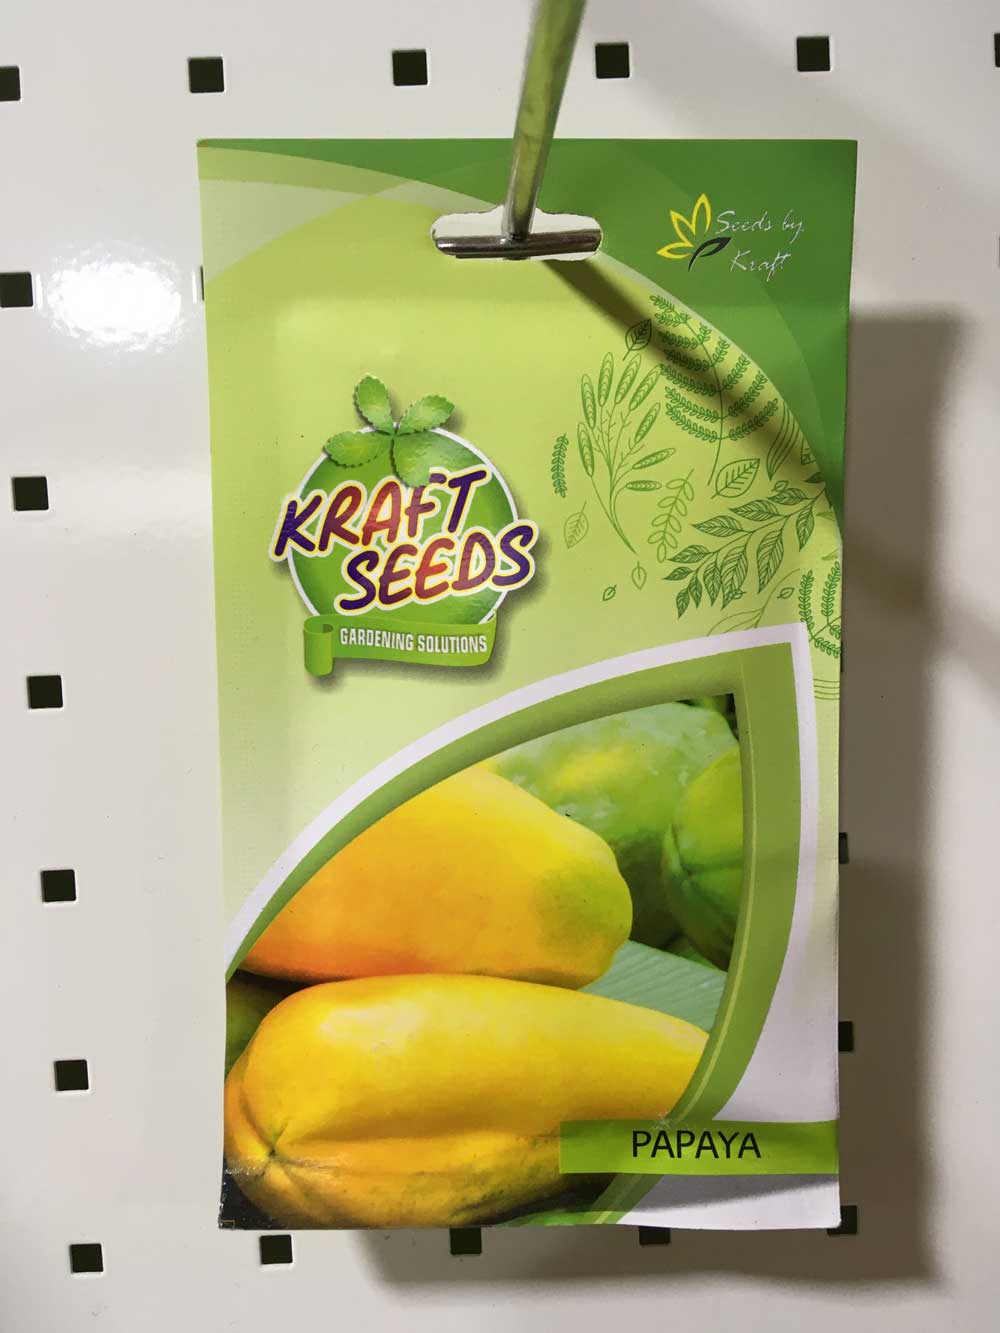 Seeds by
Kraft
KRAFT
SEEDS
GARDENING SOLUTIONS
PAPAYA